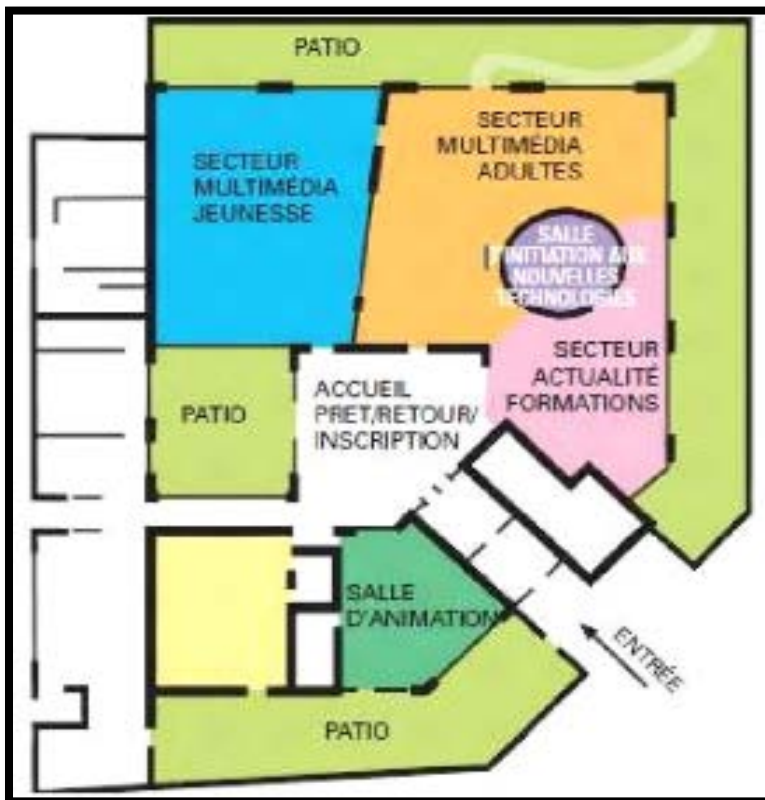 PATIO
SECTEUR
MULTIMÉDIA
JEUNESSE
SECTEUR
MULTIMÉDIA
ADULTES
SALLE
D'INITIATION AUX
NOUVELLES
TECHNOLOGIES
SECTEUR
ACTUALITÉ
FORMATIONS
PATIO
ACCUEIL
PRET/RETOUR/
INSCRIPTION
SALLE
D'ANIMATION
ENTRÉE
PATIO